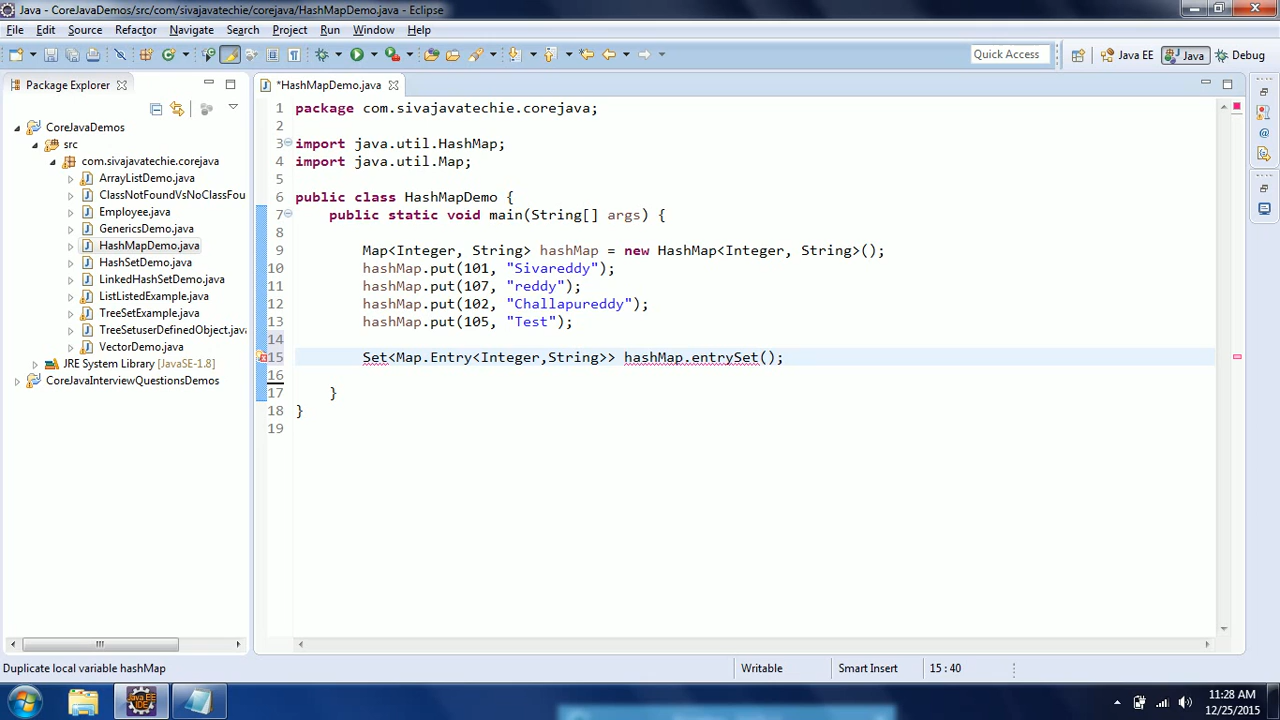 Java - CoreJavaDemos/src/com/sivajavatechie/corejava/HashMapDemo.java - Eclipse
File Edit Source Refactor Navigate Search Project Run Window Help
Quick Access Java EE Java Debug
Package Explorer
*HashMapDemo.java
CoreJavaDemos
src
com.sivajavatechie.corejava
ArrayListDemo.java
ClassNotFoundVsNoClassFou
Employee.java
GenericsDemo.java
HashMapDemo.java
HashSetDemo.java
LinkedHashSetDemo.java
ListListedExample.java
TreeSetExample.java
TreeSetuserDefinedObject.java
VectorDemo.java
JRE System Library [JavaSE-1.8]
CoreJavaInterviewQuestionsDemos
1 package com.sivajavatechie.corejava;
2
3 import java.util.HashMap;
4 import java.util.Map;
5
6 public class HashMapDemo {
7 public static void main(String[] args) {
8
9 Map<Integer, String> hashMap = new HashMap<Integer, String>();
10 hashMap.put(101, "Sivareddy");
11 hashMap.put(107, "reddy");
12 hashMap.put(102, "Challapureddy");
13 hashMap.put(105, "Test");
14
15 Set<Map.Entry<Integer,String>> hashMap.entrySet();
16
17 }
18 }
19
Duplicate local variable hashMap
Writable Smart Insert 15 : 40
Java EE IDE
11:28 AM
12/25/2015